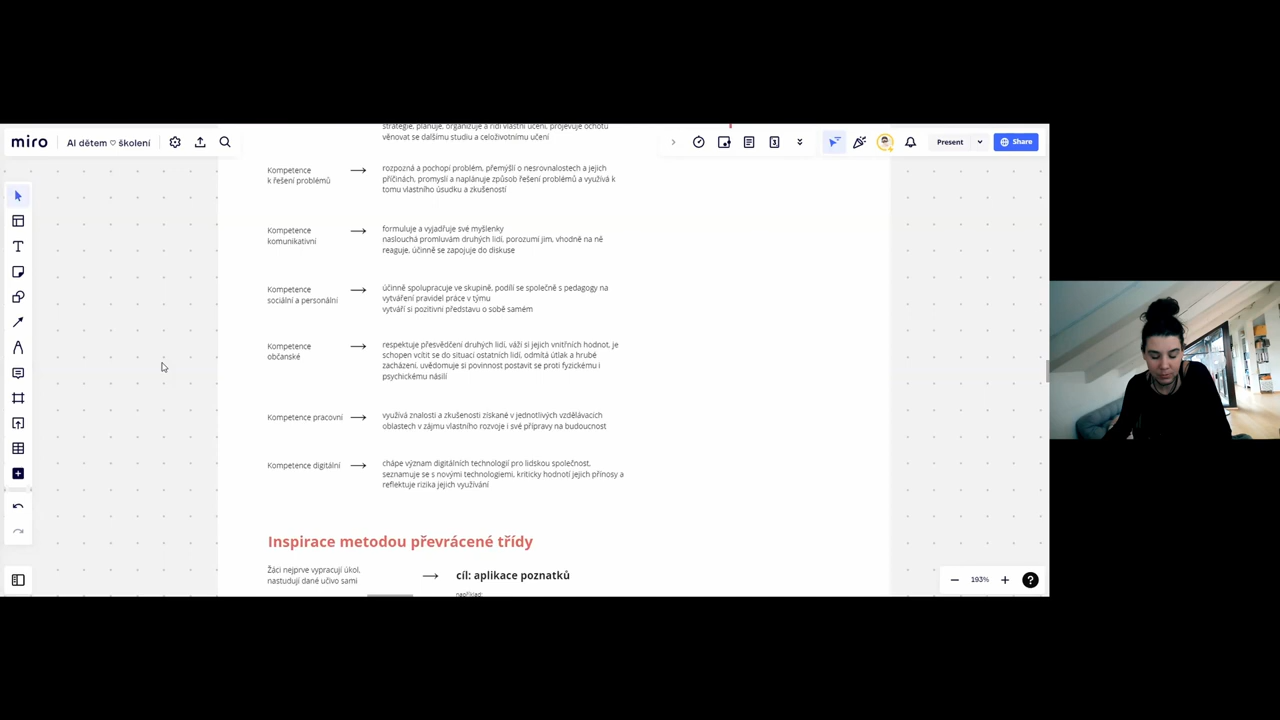 miro
AI dětem ♡ školení
Present
Share
strategie, plánuje, organizuje a řídí vlastní učení, projevuje ochotu
věnovat se dalšímu studiu a celoživotnímu učení
Kompetence
k řešení problémů
rozpozná a pochopí problém, přemýšlí o nesrovnalostech a jejich
příčinách, promyslí a naplánuje způsob řešení problémů a využívá k
tomu vlastního úsudku a zkušeností
Kompetence
komunikativní
formuluje a vyjadřuje své myšlenky
naslouchá promluvám druhých lidí, porozumí jim, vhodně na ně
reaguje, účinně se zapojuje do diskuse
Kompetence
sociální a personální
účinně spolupracuje ve skupině, podílí se společně s pedagogy na
vytváření pravidel práce v týmu
vytváří si pozitivní představu o sobě samém
Kompetence
občanské
respektuje přesvědčení druhých lidí, váží si jejich vnitřních hodnot, je
schopen vcítit se do situací ostatních lidí, odmítá útlak a hrubé
zacházení, uvědomuje si povinnost postavit se proti fyzickému i
psychickému násilí
Kompetence pracovní
využívá znalosti a zkušenosti získané v jednotlivých vzdělávacích
oblastech v zájmu vlastního rozvoje i své přípravy na budoucnost
Kompetence digitální
chápe význam digitálních technologií pro lidskou společnost,
seznamuje se s novými technologiemi, kriticky hodnotí jejich přínosy a
reflektuje rizika jejich využívání
Inspirace metodou převrácené třídy
Žáci nejprve vypracují úkol,
nastudují dané učivo sami
cíl: aplikace poznatků
například:
193%